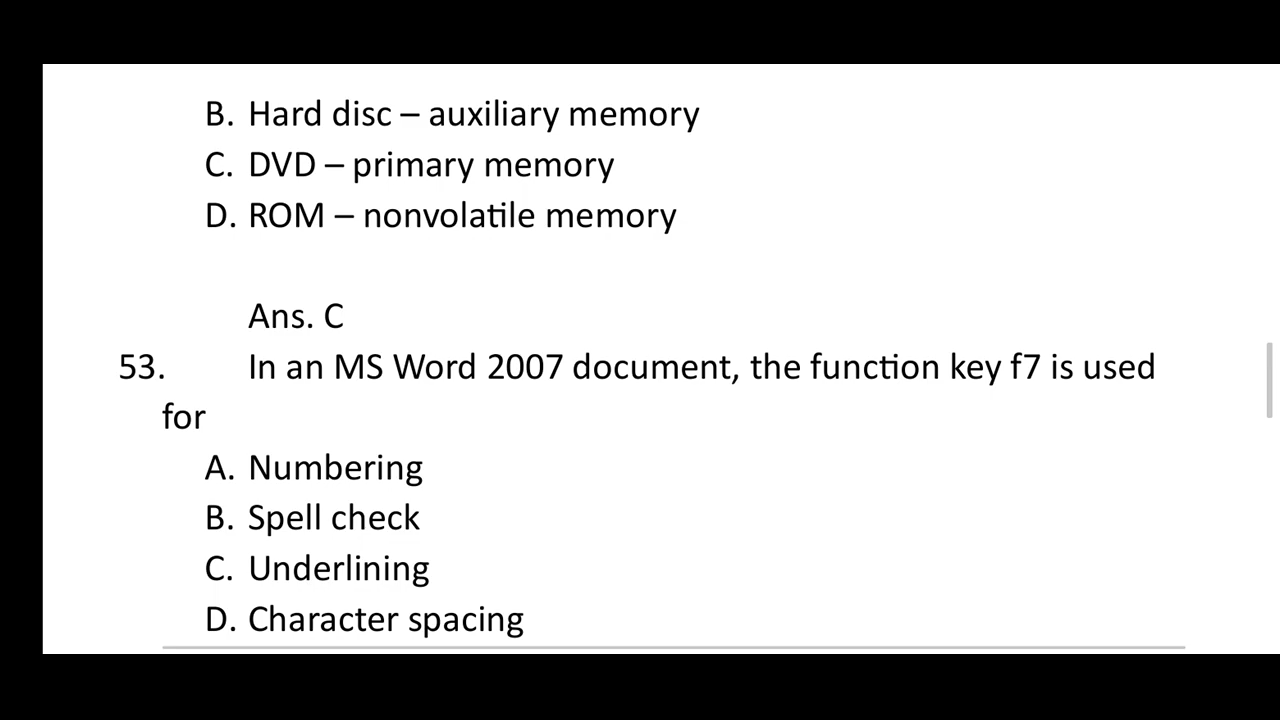 B. Hard disc – auxiliary memory
C. DVD – primary memory
D. ROM – nonvolatile memory
Ans. C
53. In an MS Word 2007 document, the function key f7 is used
for
A. Numbering
B. Spell check
C. Underlining
D. Character spacing